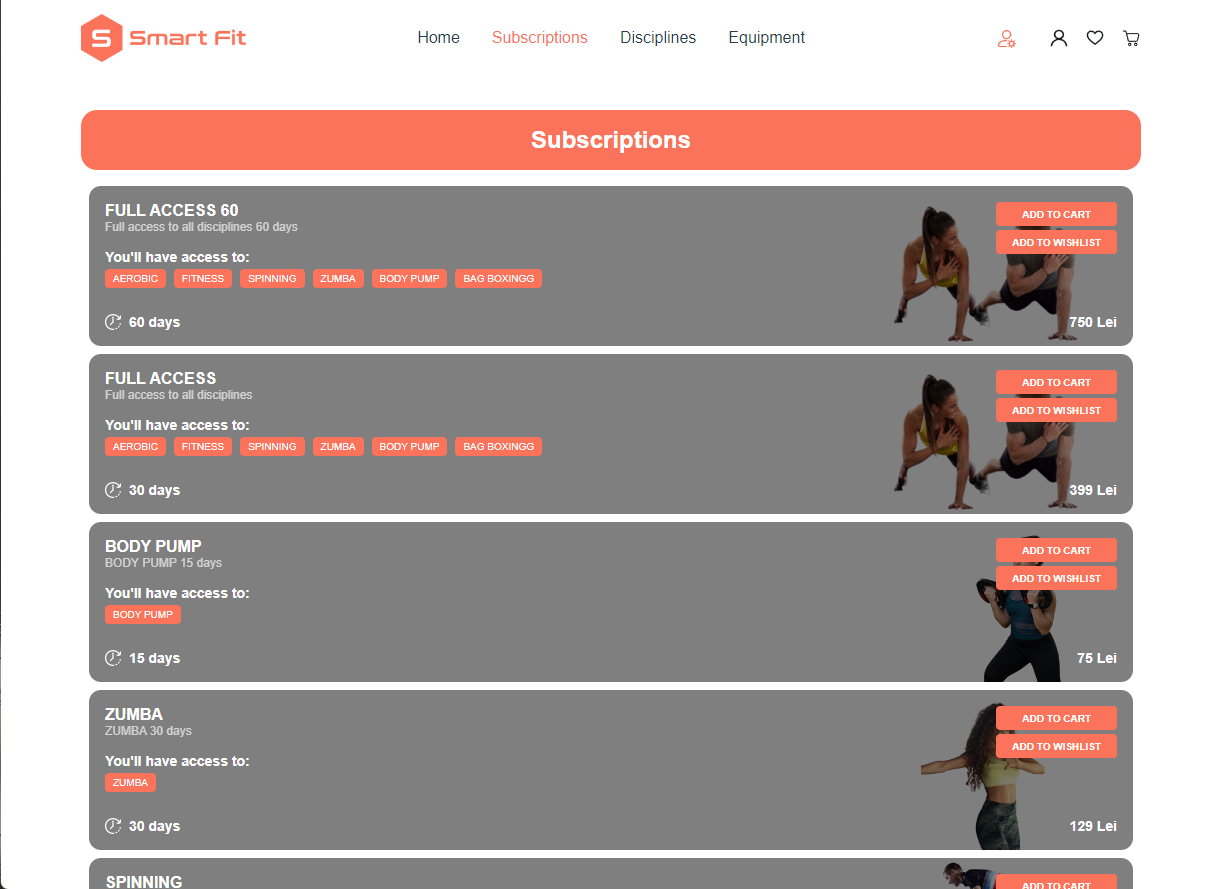 S Smart Fit Home Subscriptions Disciplines Equipment
Subscriptions
FULL ACCESS 60
Full access to all disciplines 60 days
You'll have access to:
AEROBIC FITNESS SPINNING ZUMBA BODY PUMP BAG BOXINGG
60 days
ADD TO CART
ADD TO WISHLIST
750 Lei
FULL ACCESS
Full access to all disciplines
You'll have access to:
AEROBIC FITNESS SPINNING ZUMBA BODY PUMP BAG BOXINGG
30 days
ADD TO CART
ADD TO WISHLIST
399 Lei
BODY PUMP
BODY PUMP 15 days
You'll have access to:
BODY PUMP
15 days
ADD TO CART
ADD TO WISHLIST
75 Lei
ZUMBA
ZUMBA 30 days
You'll have access to:
ZUMBA
30 days
ADD TO CART
ADD TO WISHLIST
129 Lei
SPINNING
ADD TO CART